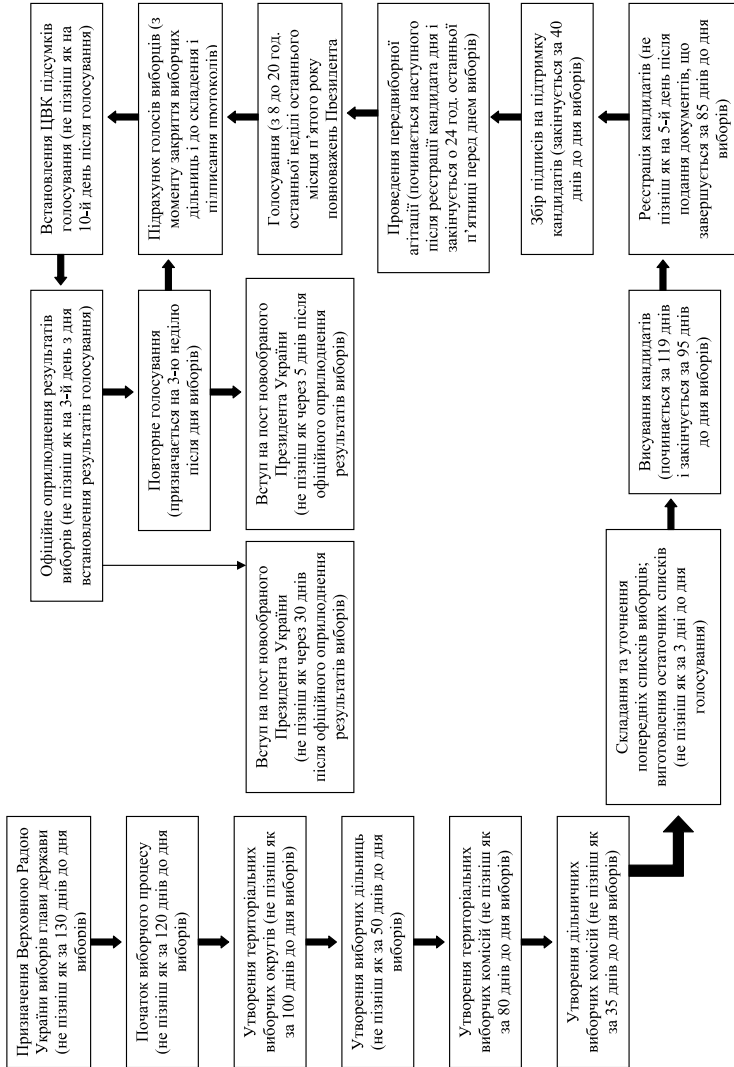 Призначення Верховною Радою
України виборів глави держави
(не пізніш як за 130 днів до дня
виборів)
Початок виборчого процесу
(не пізніш як за 120 днів до дня
виборів)
Утворення територіальних
виборчих округів (не пізніш як
за 100 днів до дня виборів)
Утворення виборчих дільниць
(не пізніш як за 50 днів до дня
виборів)
Утворення територіальних
виборчих комісій (не пізніш як
за 80 днів до дня виборів)
Утворення дільничних
виборчих комісій (не пізніш як
за 35 днів до дня виборів)
Складання та уточнення
попередніх списків виборців;
виготовлення остаточних списків
(не пізніш як за 3 дні до дня
голосування)
Висування кандидатів
(починається за 119 днів
і закінчується за 95 днів
до дня виборів)
Реєстрація кандидатів (не
пізніш як на 5-й день після
подання документів, що
завершується за 85 днів до дня
виборів)
Збір підписів на підтримку
кандидатів (закінчується за 40
днів до дня виборів)
Проведення передвиборної
агітації (починається наступного
після реєстрації кандидата дня і
закінчується о 24 год. останньої
п’ятниці перед днем виборів)
Голосування (з 8 до 20 год.
останньої неділі останнього
місяця п’ятого року
повноважень Президента
Підрахунок голосів виборців (з
моменту закриття виборчих
дільниць і до складення і
підписання протоколів)
Встановлення ЦВК підсумків
голосування (не пізніш як на
10-й день після голосування)
Офіційне оприлюднення результатів
виборів (не пізніш як на 3-й день з дня
встановлення результатів голосування)
Повторне голосування
(призначається на 3-ю неділю
після дня виборів)
Вступ на пост новообраного
Президента України
(не пізніш як через 5 днів після
офіційного оприлюднення
результатів виборів)
Вступ на пост новообраного
Президента України
(не пізніш як через 30 днів
після офіційного оприлюднення
результатів виборів)